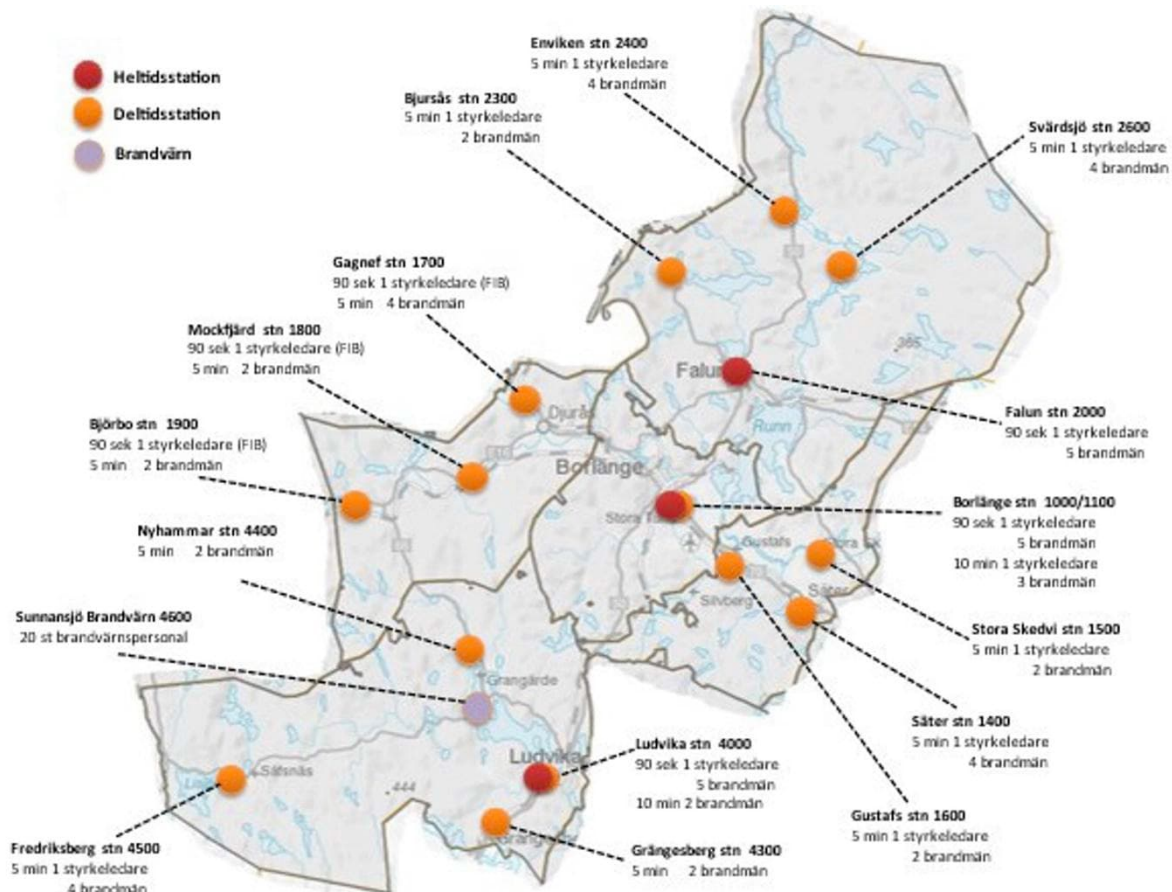 Heltidsstation
Deltidsstation
Brandvärn
Enviken stn 2400
5 min 1 styrkeledare
4 brandmän
Bjursås stn 2300
5 min 1 styrkeledare
2 brandmän
Svärdsjö stn 2600
5 min 1 styrkeledare
4 brandmän
Gagnef stn 1700
90 sek 1 styrkeledare (FIB)
5 min 4 brandmän
Mockfjärd stn 1800
90 sek 1 styrkeledare (FIB)
5 min 2 brandmän
Björbo stn 1900
90 sek 1 styrkeledare (FIB)
5 min 2 brandmän
Nyhammar stn 4400
5 min 2 brandmän
Sunnansjö Brandvärn 4600
20 st brandvärnspersonal
Falun stn 2000
90 sek 1 styrkeledare
5 brandmän
Borlänge stn 1000/1100
90 sek 1 styrkeledare
5 brandmän
10 min 1 styrkeledare
3 brandmän
Stora Skedvi stn 1500
5 min 1 styrkeledare
2 brandmän
Säter stn 1400
5 min 1 styrkeledare
4 brandmän
Ludvika stn 4000
90 sek 1 styrkeledare
5 brandmän
10 min 2 brandmän
Gustafs stn 1600
5 min 1 styrkeledare
2 brandmän
Grängesberg stn 4300
5 min 2 brandmän
Fredriksberg stn 4500
5 min 1 styrkeledare
4 brandmän
365
Runn
Djurås
Borlänge
Stora
Gustafs
Silvberg
Grangärde
Ludvika
Säfsnäs
444